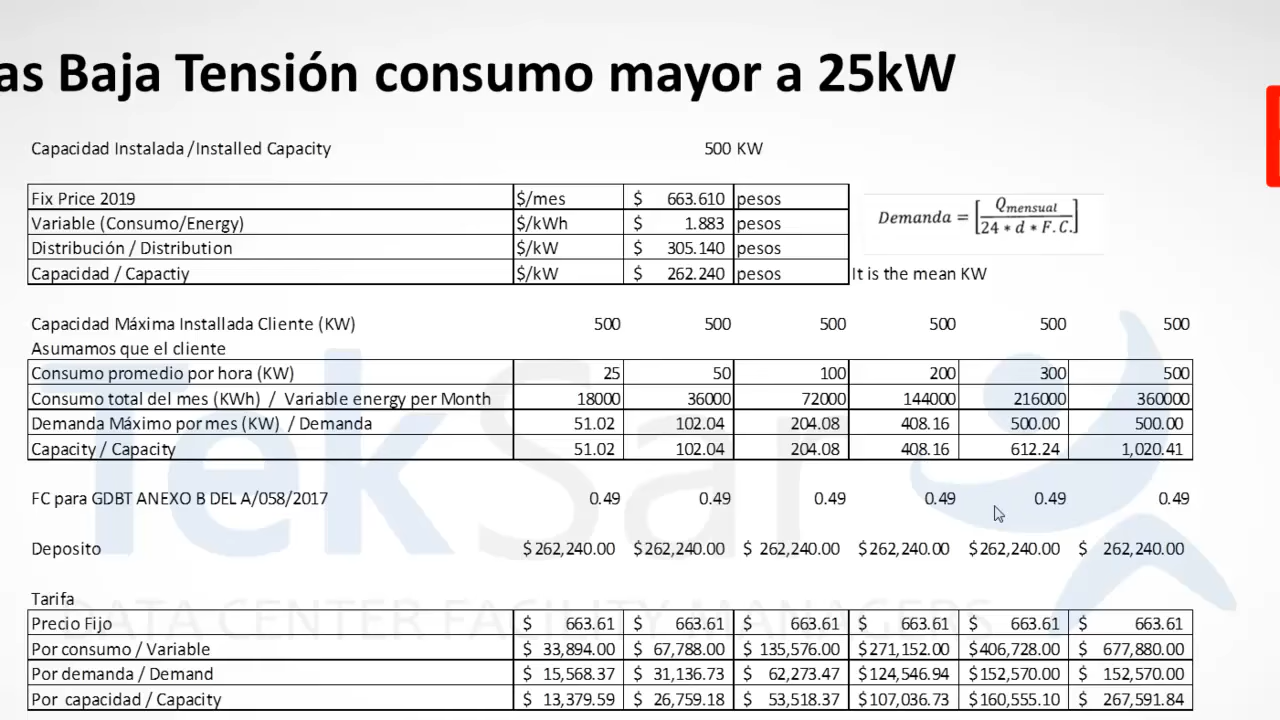 as Baja Tensión consumo mayor a 25kW
Capacidad Instalada /Installed Capacity 500 KW
Fix Price 2019 $/mes $ 663.610 pesos
Variable (Consumo/Energy) $/kWh $ 1.883 pesos
Distribución / Distribution $/kW $ 305.140 pesos
Capacidad / Capactiy $/kW $ 262.240 pesos
Demanda = [Qmensual / 24 * d * F.C.]
It is the mean KW
Capacidad Máxima Installada Cliente (KW) 500 500 500 500 500 500
Asumamos que el cliente
Consumo promedio por hora (KW) 25 50 100 200 300 500
Consumo total del mes (KWh) / Variable energy per Month 18000 36000 72000 144000 216000 360000
Demanda Máximo por mes (KW) / Demanda 51.02 102.04 204.08 408.16 500.00 500.00
Capacity / Capacity 51.02 102.04 204.08 408.16 612.24 1,020.41
FC para GDBT ANEXO B DEL A/058/2017 0.49 0.49 0.49 0.49 0.49 0.49
Deposito $262,240.00 $262,240.00 $ 262,240.00 $262,240.00 $262,240.00 $ 262,240.00
Tarifa
Precio Fijo $ 663.61 $ 663.61 $ 663.61 $ 663.61 $ 663.61 $ 663.61
Por consumo / Variable $ 33,894.00 $ 67,788.00 $ 135,576.00 $271,152.00 $406,728.00 $ 677,880.00
Por demanda / Demand $ 15,568.37 $ 31,136.73 $ 62,273.47 $124,546.94 $152,570.00 $ 152,570.00
Por capacidad / Capacity $ 13,379.59 $ 26,759.18 $ 53,518.37 $107,036.73 $160,555.10 $ 267,591.84
TekSar
DATA CENTER FACILITY MANAGERS